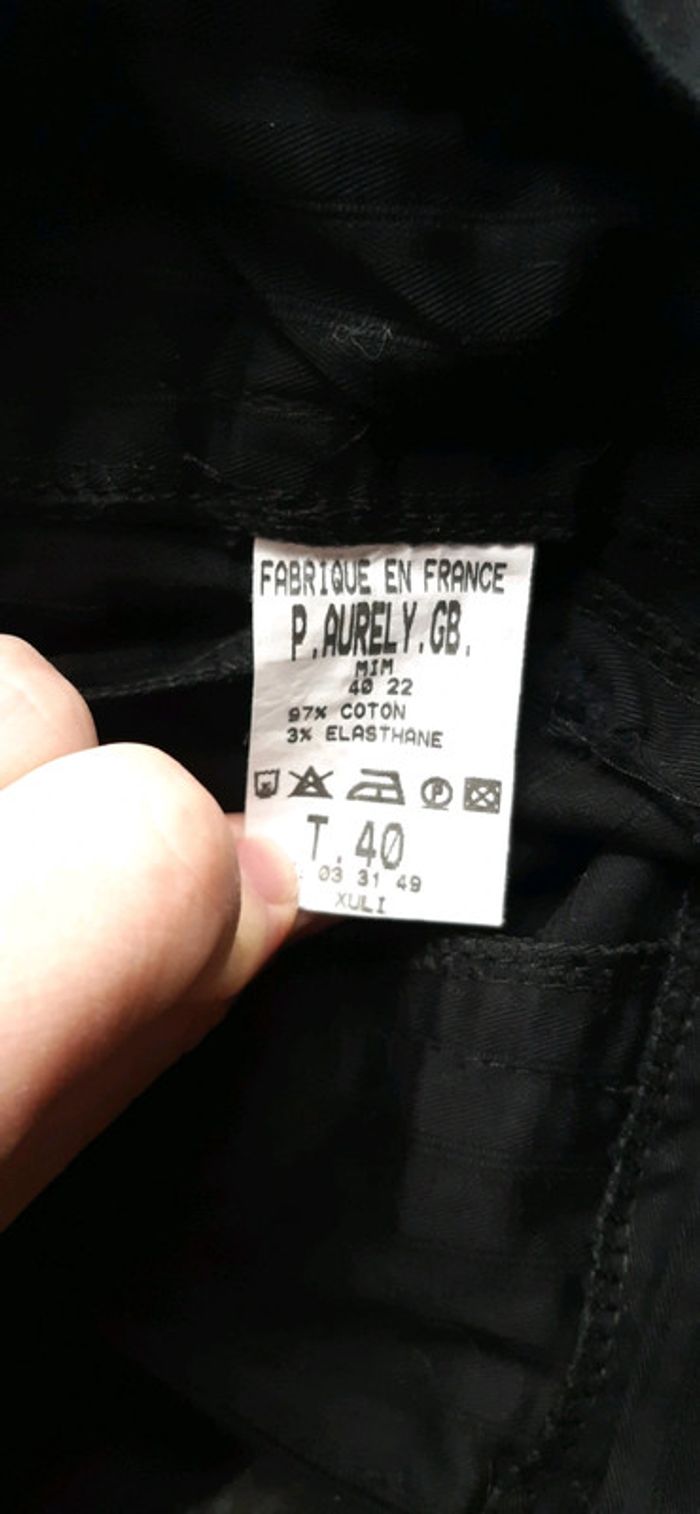 FABRIQUE EN FRANCE
P.AURELY.GB.
MIM
40 22
97% COTON
3% ELASTHANE
P
T.40
03 31 49
XULI